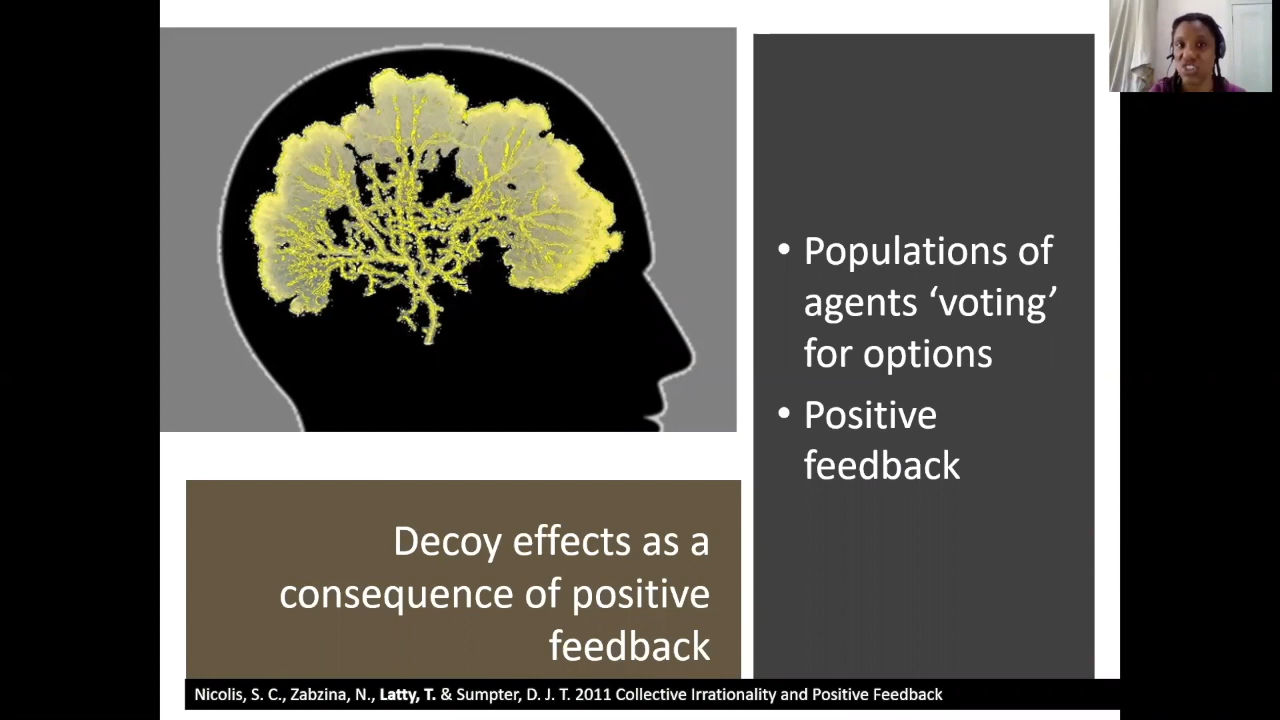 • Populations of
agents ‘voting’
for options
• Positive
feedback
Decoy effects as a
consequence of positive
feedback
Nicolis, S. C., Zabzina, N., Latty, T. & Sumpter, D. J. T. 2011 Collective Irrationality and Positive Feedback